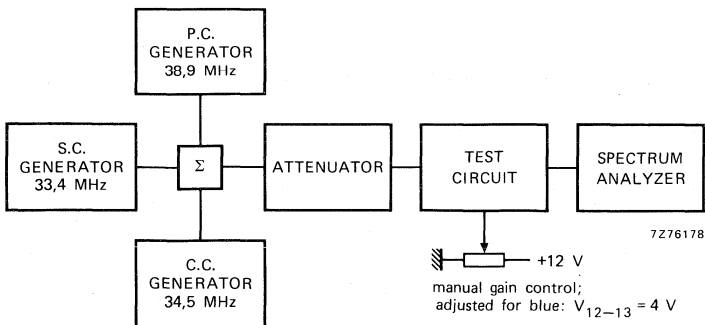 P.C.
GENERATOR
38,9 MHz
S.C.
GENERATOR
33,4 MHz
Σ
ATTENUATOR
TEST
CIRCUIT
SPECTRUM
ANALYZER
7Z76178
+12 V
manual gain control;
adjusted for blue: V12–13 = 4 V
C.C.
GENERATOR
34,5 MHz